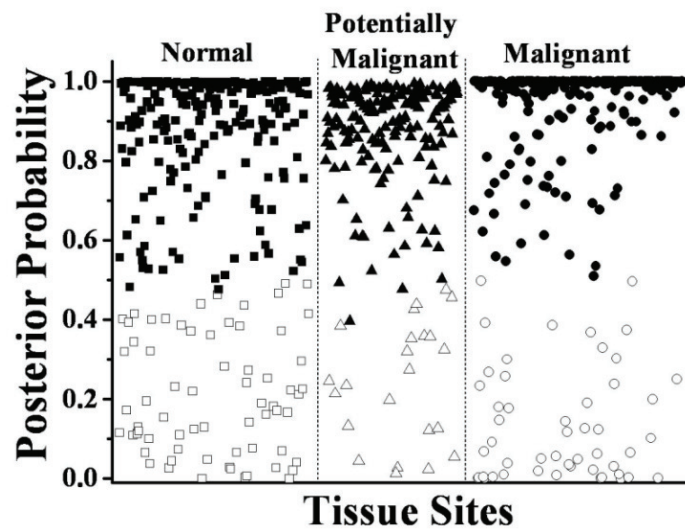 Potentially
Normal
Malignant
Malignant
1.0
0.8
0.6
0.4
0.2
0.0
Posterior Probability
Tissue Sites